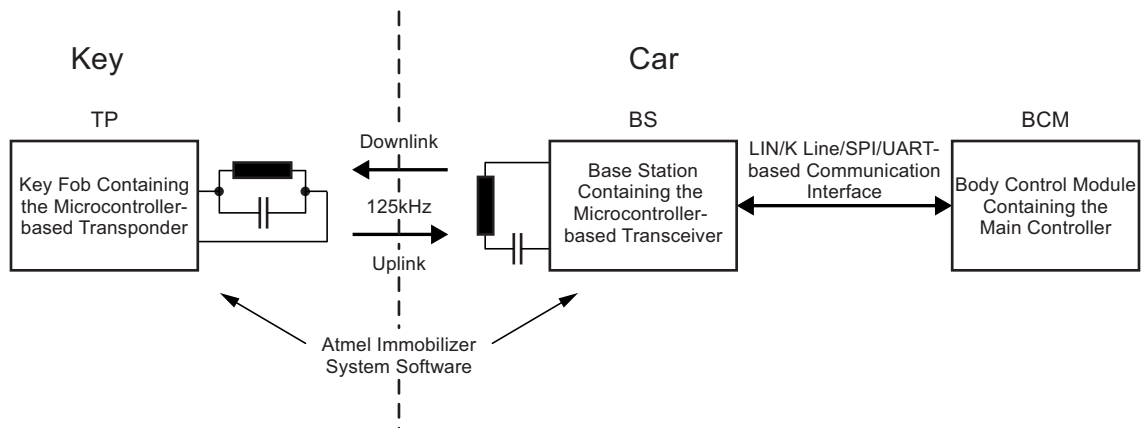 Key
Car
TP
BS
BCM
Key Fob Containing
the Microcontroller-
based Transponder
Downlink
125kHz
Uplink
Base Station
Containing the
Microcontroller-
based Transceiver
LIN/K Line/SPI/UART-
based Communication
Interface
Body Control Module
Containing the
Main Controller
Atmel Immobilizer
System Software